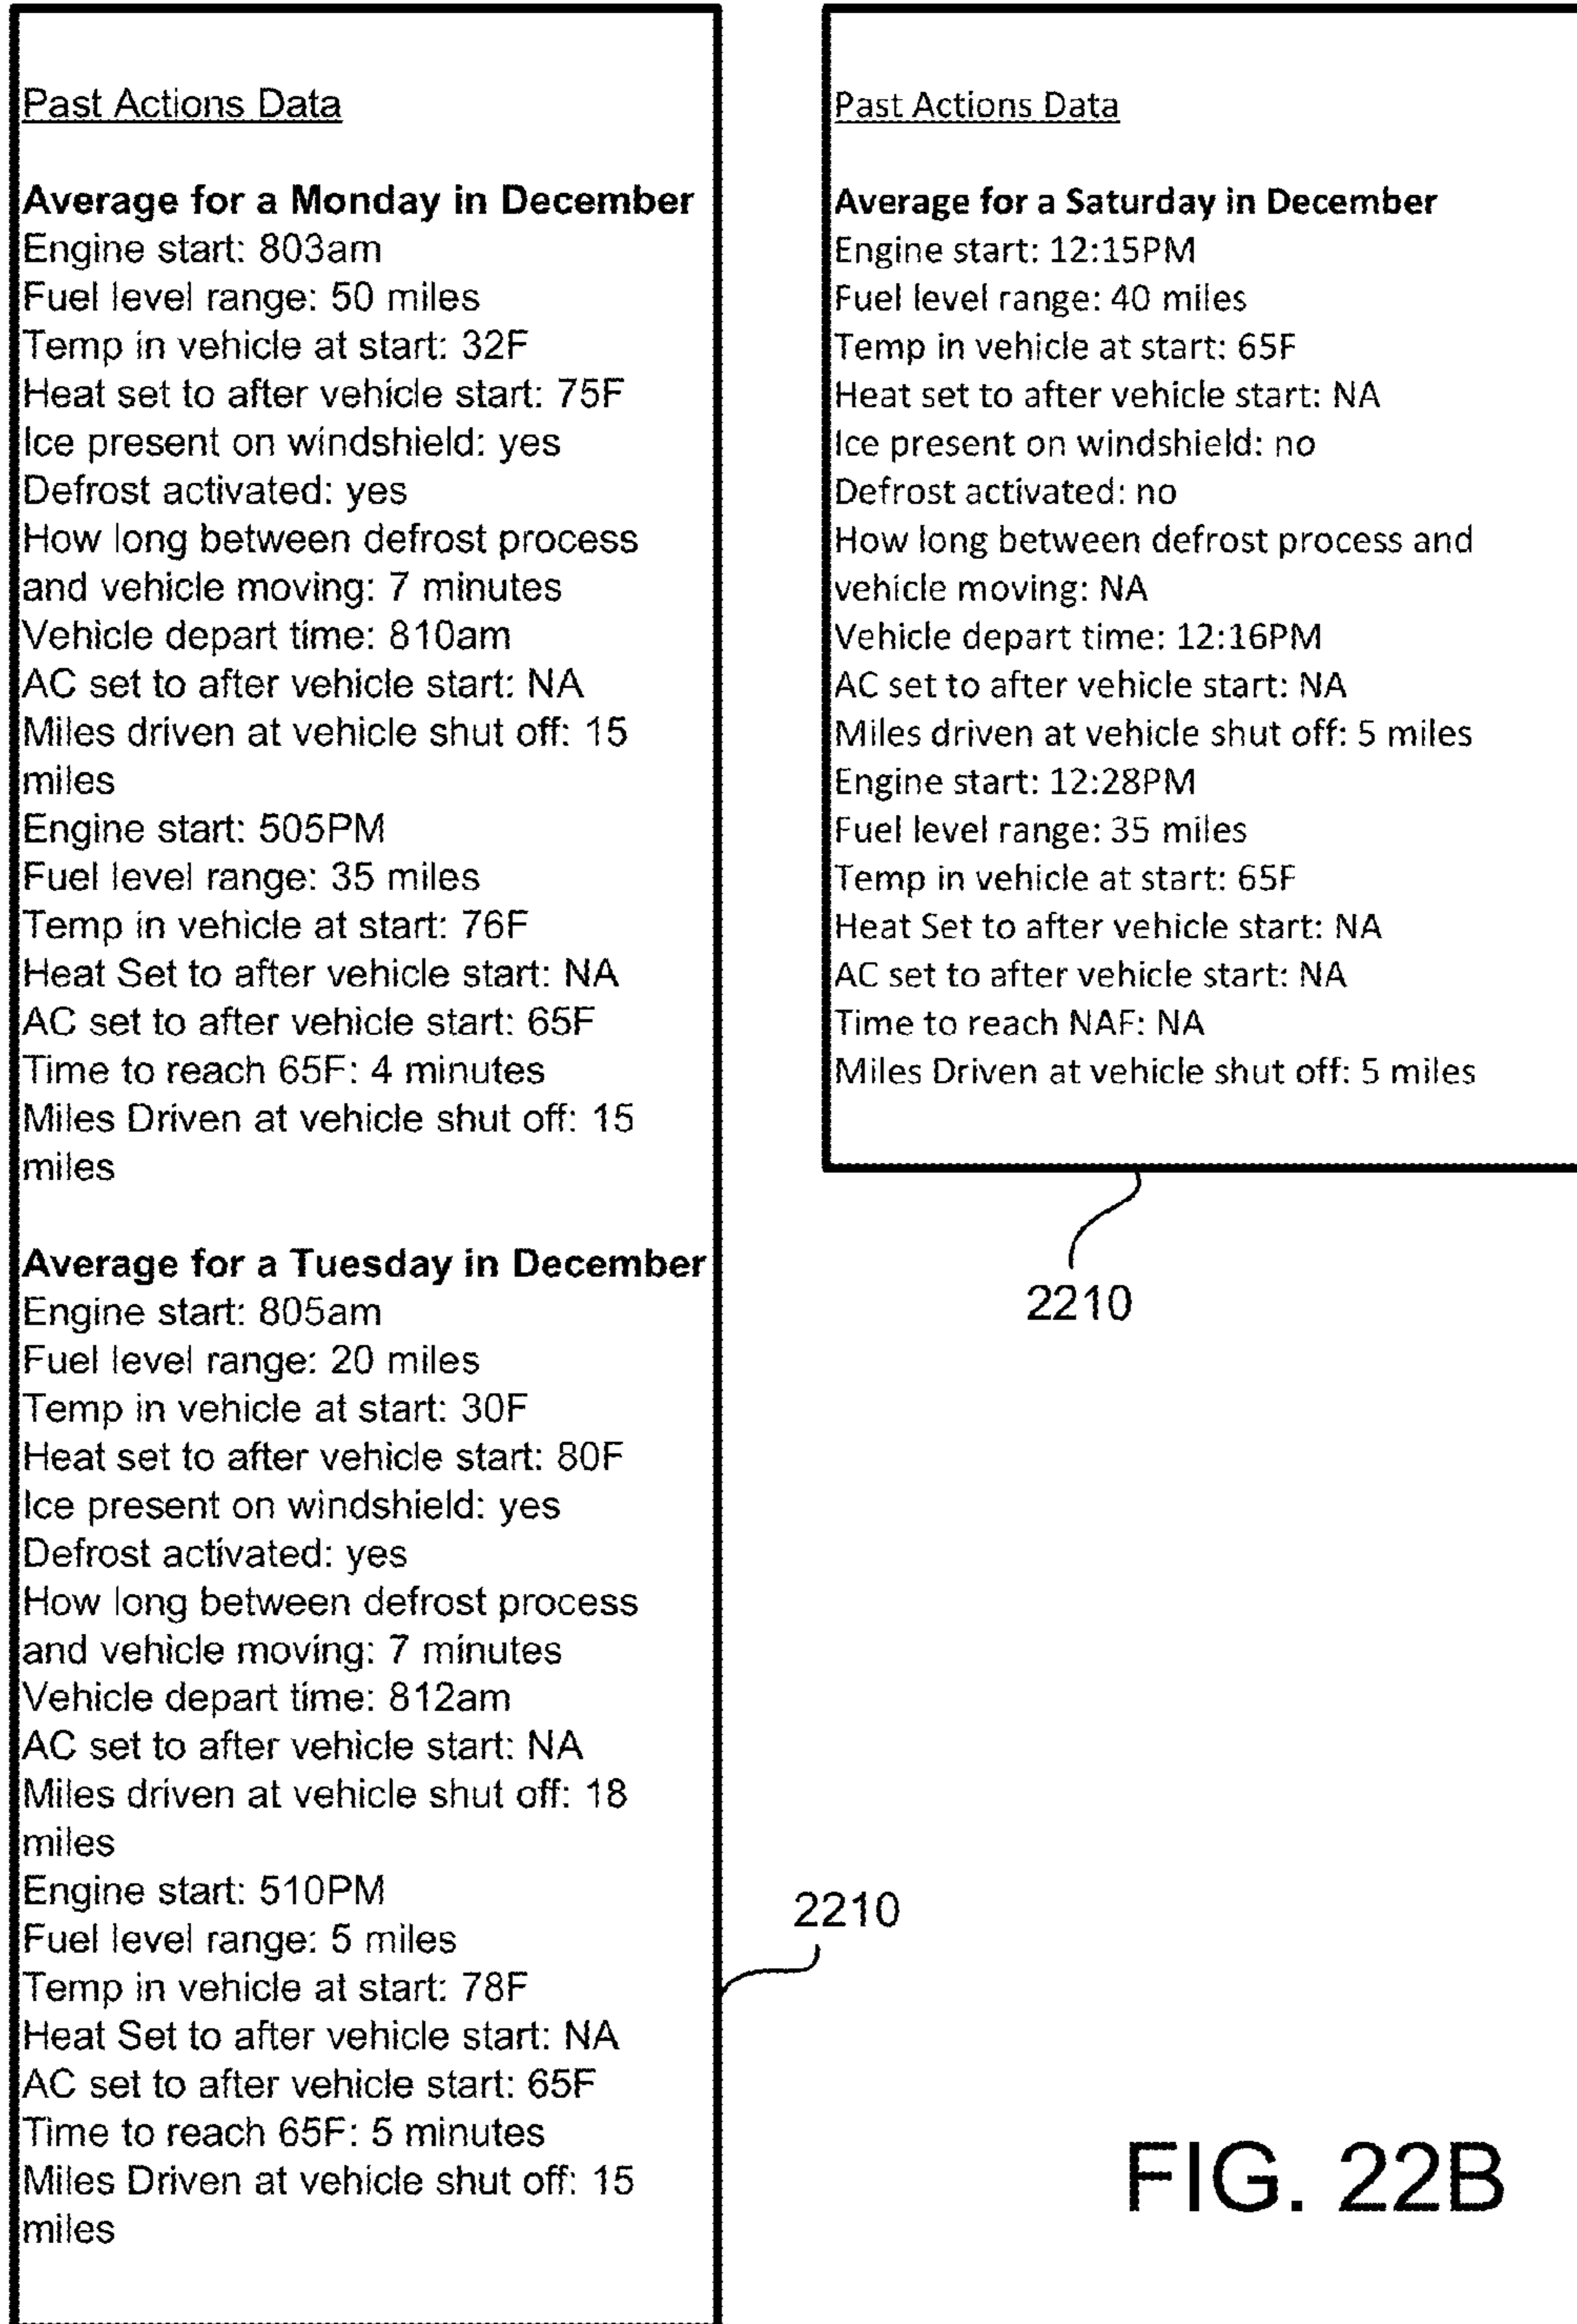 Past Actions Data
Average for a Monday in December
Engine start: 803am
Fuel level range: 50 miles
Temp in vehicle at start: 32F
Heat set to after vehicle start: 75F
Ice present on windshield: yes
Defrost activated: yes
How long between defrost process
and vehicle moving: 7 minutes
Vehicle depart time: 810am
AC set to after vehicle start: NA
Miles driven at vehicle shut off: 15
miles
Engine start: 505PM
Fuel level range: 35 miles
Temp in vehicle at start: 76F
Heat Set to after vehicle start: NA
AC set to after vehicle start: 65F
Time to reach 65F: 4 minutes
Miles Driven at vehicle shut off: 15
miles
Average for a Tuesday in December
Engine start: 805am
Fuel level range: 20 miles
Temp in vehicle at start: 30F
Heat set to after vehicle start: 80F
Ice present on windshield: yes
Defrost activated: yes
How long between defrost process
and vehicle moving: 7 minutes
Vehicle depart time: 812am
AC set to after vehicle start: NA
Miles driven at vehicle shut off: 18
miles
Engine start: 510PM
Fuel level range: 5 miles
Temp in vehicle at start: 78F
Heat Set to after vehicle start: NA
AC set to after vehicle start: 65F
Time to reach 65F: 5 minutes
Miles Driven at vehicle shut off: 15
miles
2210
Past Actions Data
Average for a Saturday in December
Engine start: 12:15PM
Fuel level range: 40 miles
Temp in vehicle at start: 65F
Heat set to after vehicle start: NA
Ice present on windshield: no
Defrost activated: no
How long between defrost process and
vehicle moving: NA
Vehicle depart time: 12:16PM
AC set to after vehicle start: NA
Miles driven at vehicle shut off: 5 miles
Engine start: 12:28PM
Fuel level range: 35 miles
Temp in vehicle at start: 65F
Heat Set to after vehicle start: NA
AC set to after vehicle start: NA
Time to reach NAF: NA
Miles Driven at vehicle shut off: 5 miles
2210
FIG. 22B